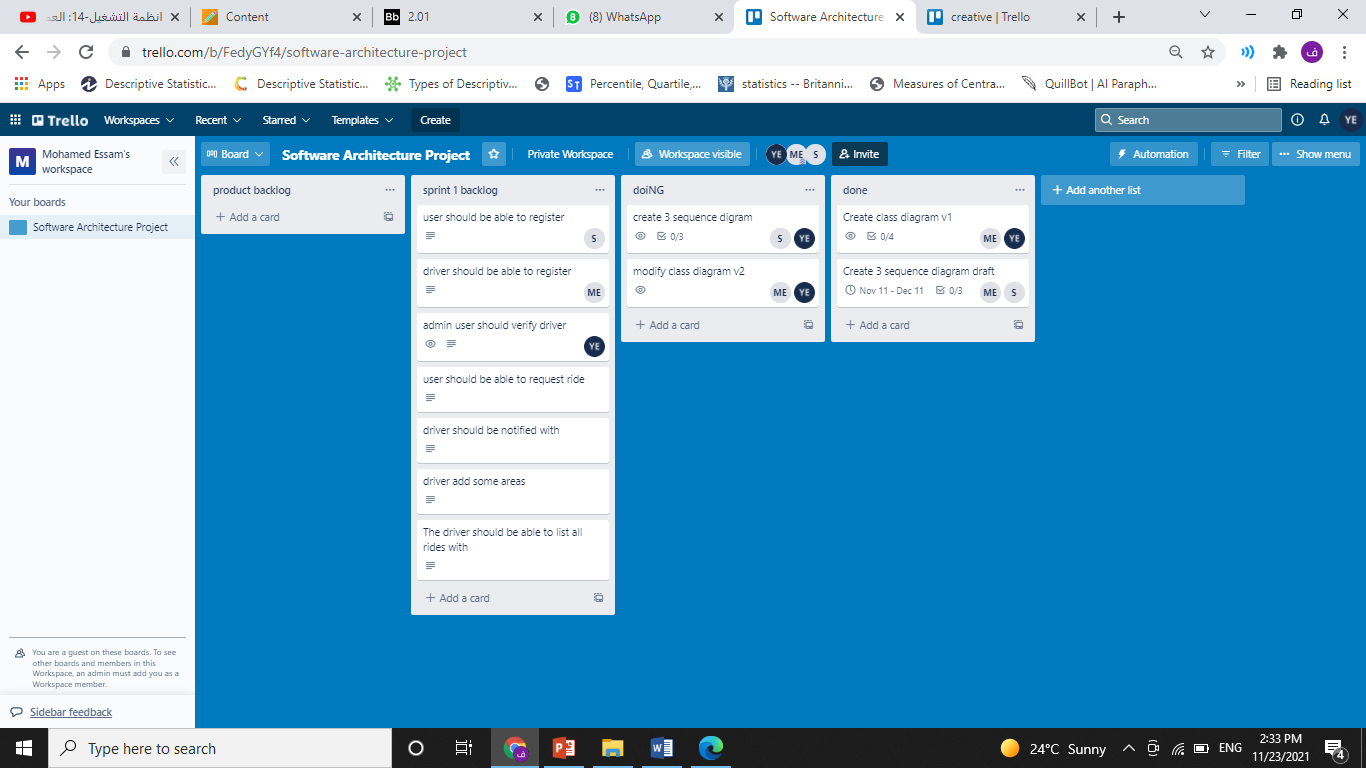 انظمة التشغيل-14: الع
Content
Bb 2.01
8 (8) WhatsApp
Software Architecture
creative | Trello
trello.com/b/FedyGYf4/software-architecture-project
ف
Apps
Descriptive Statistic...
Descriptive Statistic...
Types of Descriptiv...
ST Percentile, Quartile,...
statistics -- Britanni...
Measures of Centra...
QuillBot | AI Paraph...
»
Reading list
Trello
Workspaces
Recent
Starred
Templates
Create
Search
YE
M
Mohamed Essam's
workspace
Your boards
Software Architecture Project
Board
Software Architecture Project
Private Workspace
Workspace visible
YE ME S
Invite
Automation
Filter
Show menu
product backlog
+ Add a card
sprint 1 backlog
user should be able to register
S
driver should be able to register
ME
admin user should verify driver
YE
user should be able to request ride
driver should be notified with
driver add some areas
The driver should be able to list all
rides with
+ Add a card
doiNG
create 3 sequence digram
0/3 S YE
modify class diagram v2
ME YE
+ Add a card
done
Create class diagram v1
0/4 ME YE
Create 3 sequence diagram draft
Nov 11 - Dec 11 0/3 ME S
+ Add a card
+ Add another list
You are a guest on these boards. To see
other boards and members in this
Workspace, an admin must add you as a
Workspace member.
Sidebar feedback
Type here to search
ف
24°C Sunny
ENG
2:33 PM
11/23/2021
4